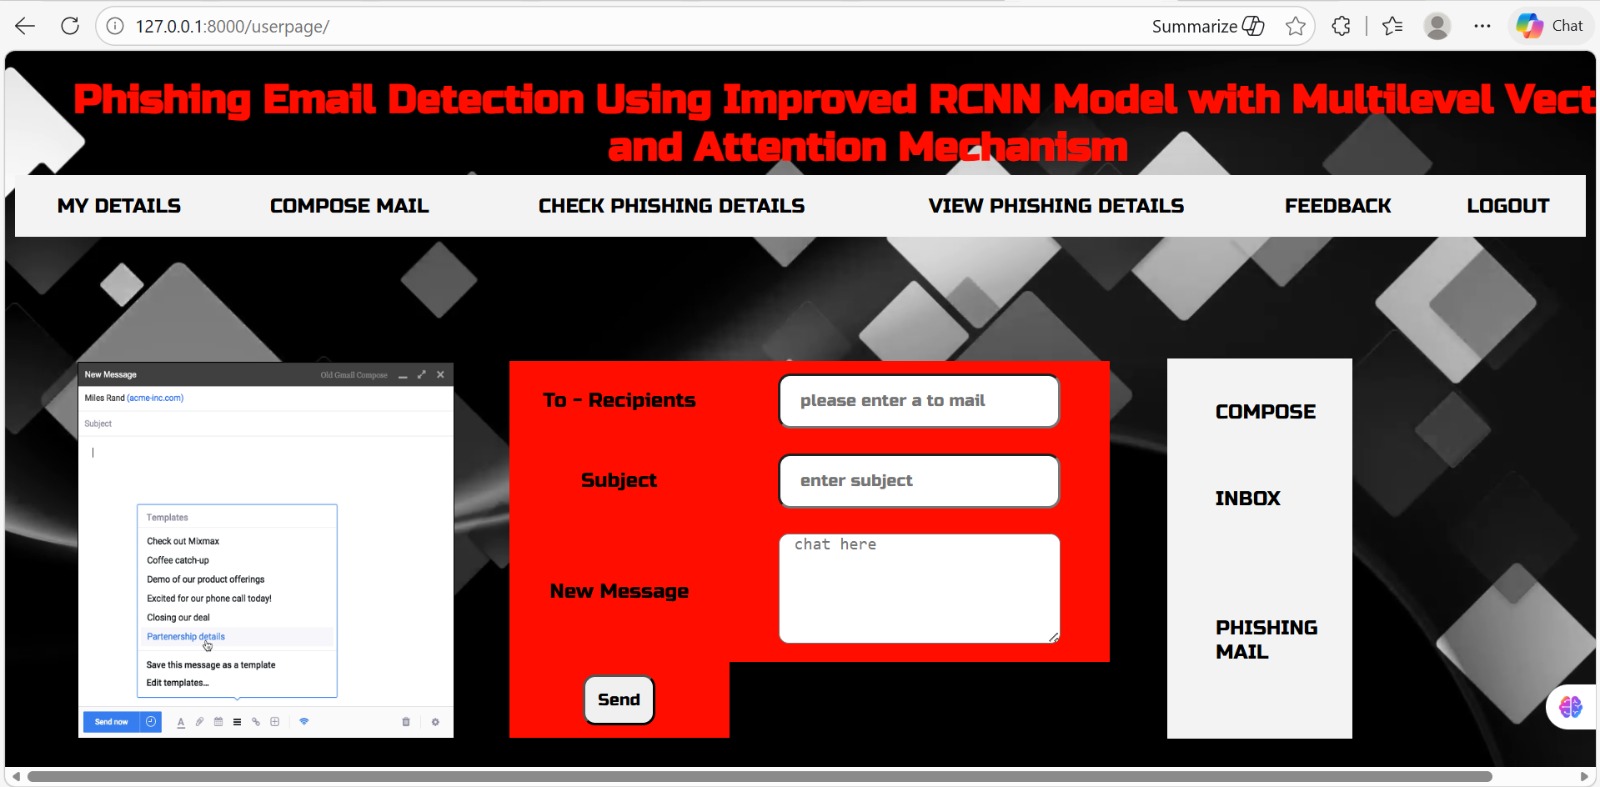 127.0.0.1:8000/userpage/
Summarize
Chat
Phishing Email Detection Using Improved RCNN Model with Multilevel Vect
and Attention Mechanism
MY DETAILS
COMPOSE MAIL
CHECK PHISHING DETAILS
VIEW PHISHING DETAILS
FEEDBACK
LOGOUT
New Message
Old Gmail Compose
Miles Rand (acme-inc.com)
Subject
Templates
Check out Mixmax
Coffee catch-up
Demo of our product offerings
Excited for our phone call today!
Closing our deal
Partenership details
Save this message as a template
Edit templates...
Send now
To - Recipients
please enter a to mail
Subject
enter subject
New Message
chat here
Send
COMPOSE
INBOX
PHISHING
MAIL